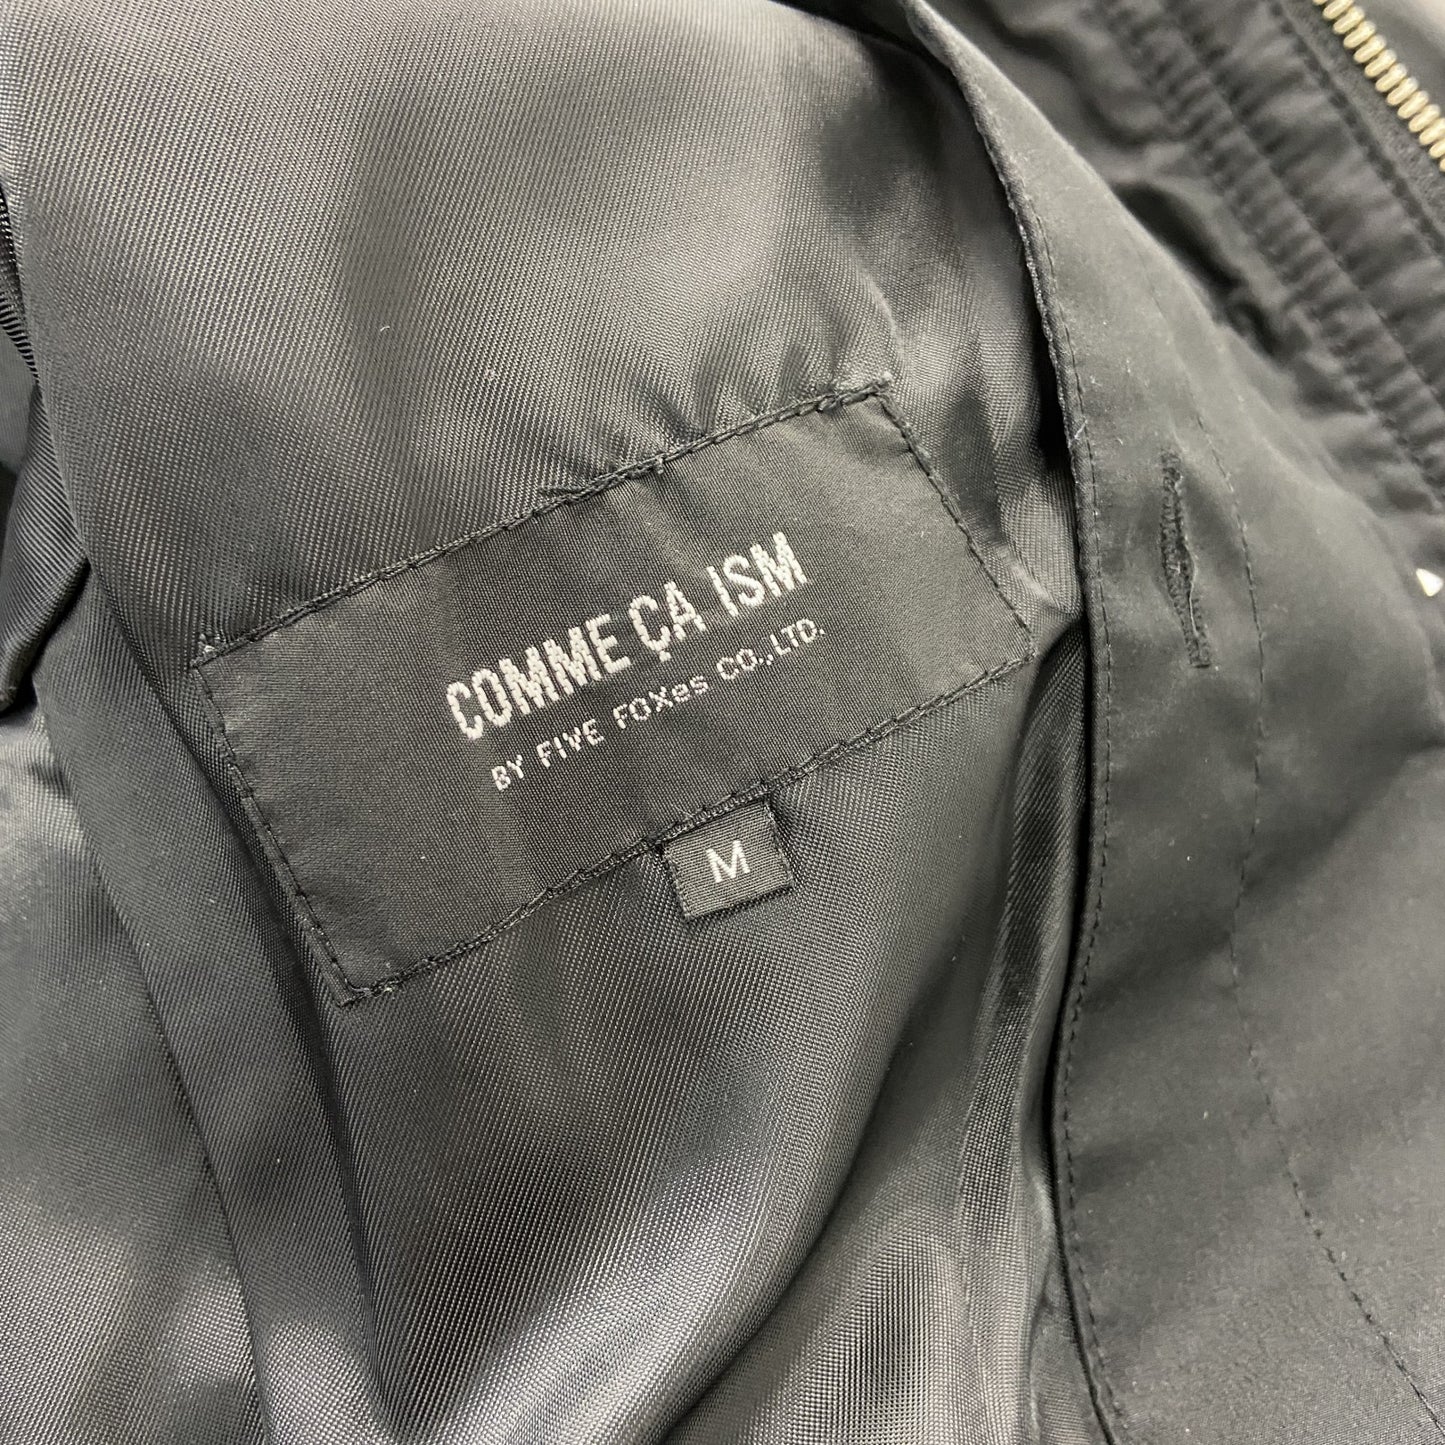 COMME ÇA ISM
BY FIVE FOXes CO.,LTD.
M